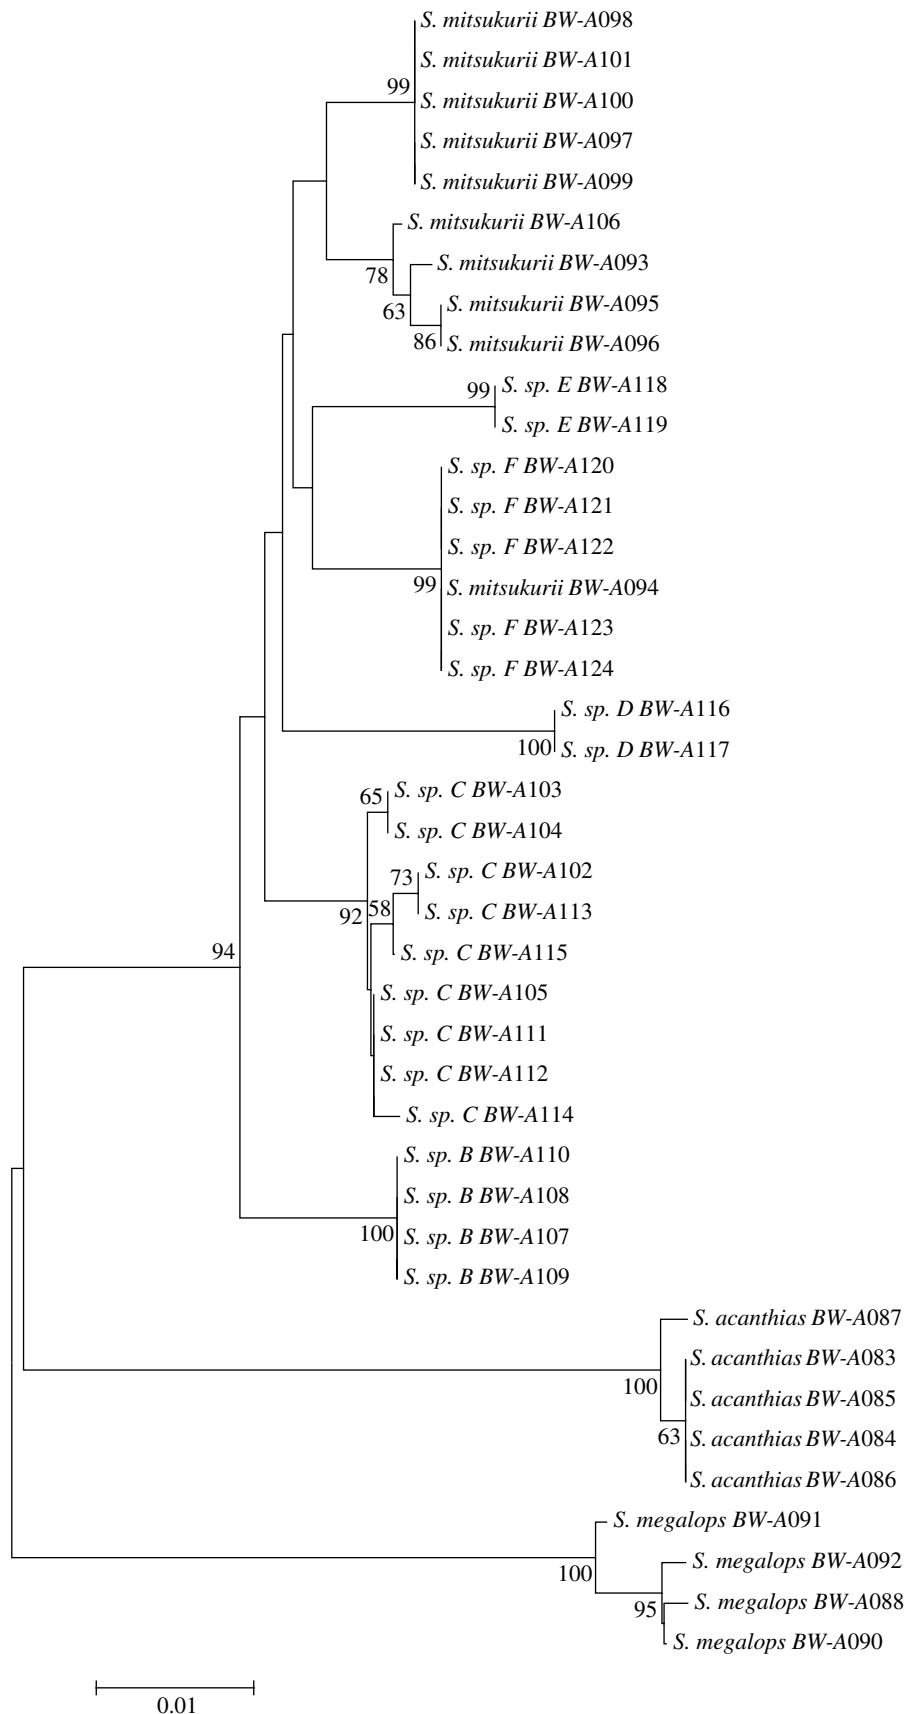 S. mitsukurii BW-A098
S. mitsukurii BW-A101
99
S. mitsukurii BW-A100
S. mitsukurii BW-A097
S. mitsukurii BW-A099
S. mitsukurii BW-A106
78
S. mitsukurii BW-A093
63
S. mitsukurii BW-A095
86
S. mitsukurii BW-A096
99
S. sp. E BW-A118
S. sp. E BW-A119
S. sp. F BW-A120
S. sp. F BW-A121
S. sp. F BW-A122
99
S. mitsukurii BW-A094
S. sp. F BW-A123
S. sp. F BW-A124
S. sp. D BW-A116
100
S. sp. D BW-A117
65
S. sp. C BW-A103
S. sp. C BW-A104
73
S. sp. C BW-A102
92
58
S. sp. C BW-A113
94
S. sp. C BW-A115
S. sp. C BW-A105
S. sp. C BW-A111
S. sp. C BW-A112
S. sp. C BW-A114
S. sp. B BW-A110
S. sp. B BW-A108
100
S. sp. B BW-A107
S. sp. B BW-A109
S. acanthias BW-A087
S. acanthias BW-A083
100
S. acanthias BW-A085
63
S. acanthias BW-A084
S. acanthias BW-A086
S. megalops BW-A091
100
S. megalops BW-A092
95
S. megalops BW-A088
S. megalops BW-A090
0.01